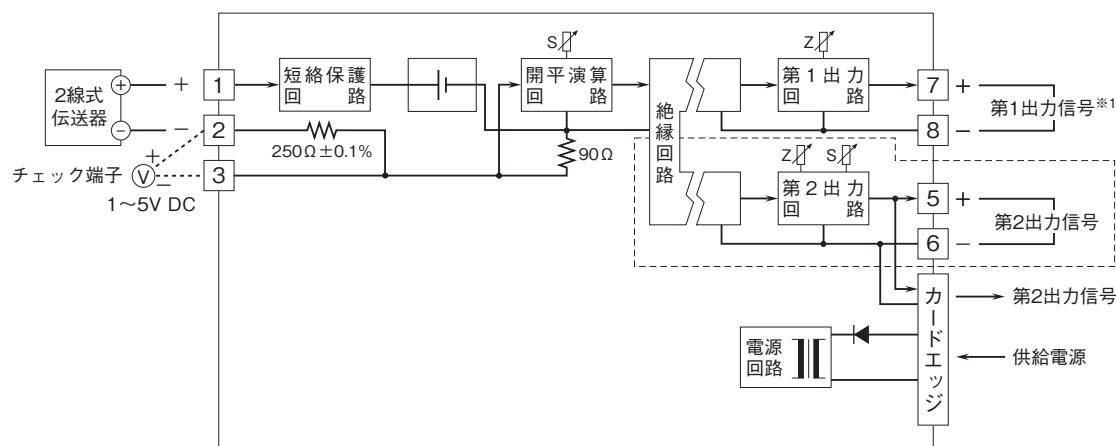 2線式
伝送器
+
−
+
−
1
2
3
チェック端子
V
+
−
1〜5V DC
短絡保護
回路
250Ω±0.1%
S
開平演算
回路
90Ω
絶縁回路
Z
第1出力
回路
7
8
+
−
第1出力信号※1
Z
S
第2出力
回路
5
6
+
−
第2出力信号
カードエッジ
第2出力信号
供給電源
電源
回路